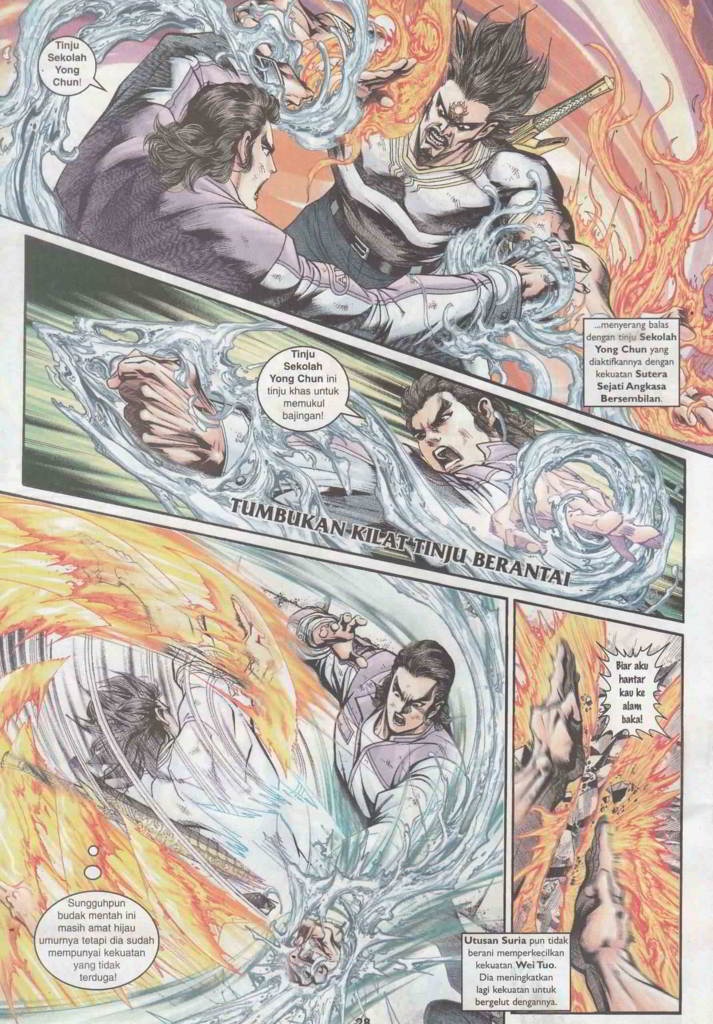 Tinju
Sekolah
Yong
Chun!
...menyerang balas
dengan tinju Sekolah
Yong Chun yang
diaktifkannya dengan
kekuatan Sutera
Sejati Angkasa
Bersembilan.
Tinju
Sekolah
Yong Chun ini
tinju khas untuk
memukul
bajingan!
TUMBUKAN KILAT TINJU BERANTAI
Biar aku
hantar
kau ke
alam
baka!
Sungguhpun
budak mentah ini
masih amat hijau
umurnya tetapi dia sudah
mempunyai kekuatan
yang tidak
terduga!
Utusan Suria pun tidak
berani memperkecilkan
kekuatan Wei Tuo.
Dia meningkatkan
lagi kekuatan untuk
bergelut dengannya.
28